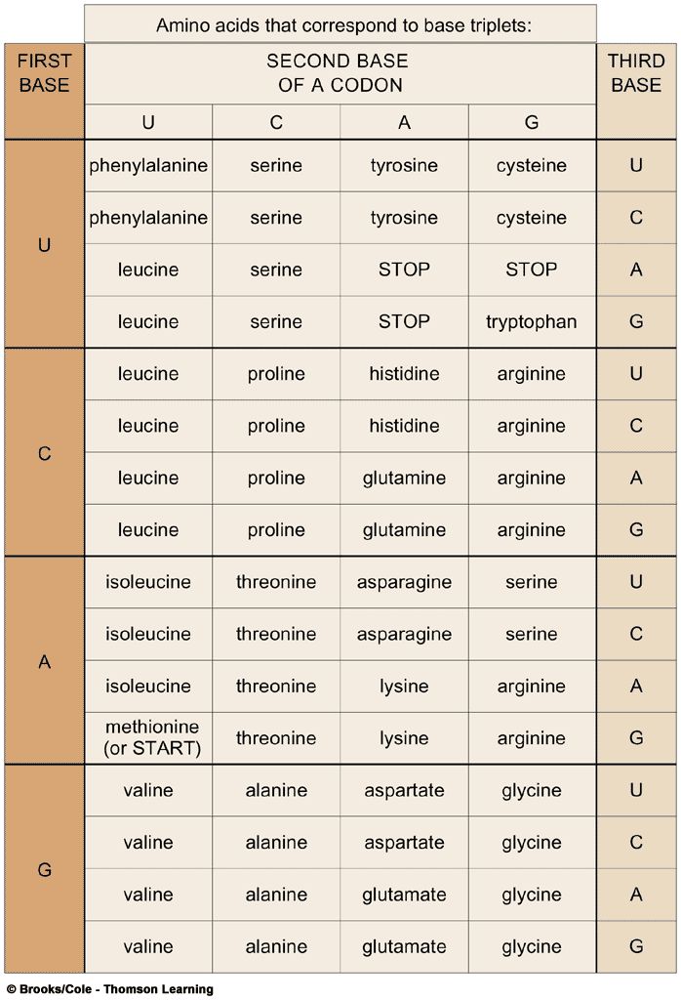 Amino acids that correspond to base triplets:
FIRST BASE SECOND BASE OF A CODON THIRD BASE
U C A G
U
phenylalanine serine tyrosine cysteine U
phenylalanine serine tyrosine cysteine C
leucine serine STOP STOP A
leucine serine STOP tryptophan G
C
leucine proline histidine arginine U
leucine proline histidine arginine C
leucine proline glutamine arginine A
leucine proline glutamine arginine G
A
isoleucine threonine asparagine serine U
isoleucine threonine asparagine serine C
isoleucine threonine lysine arginine A
methionine (or START) threonine lysine arginine G
G
valine alanine aspartate glycine U
valine alanine aspartate glycine C
valine alanine glutamate glycine A
valine alanine glutamate glycine G
© Brooks/Cole - Thomson Learning